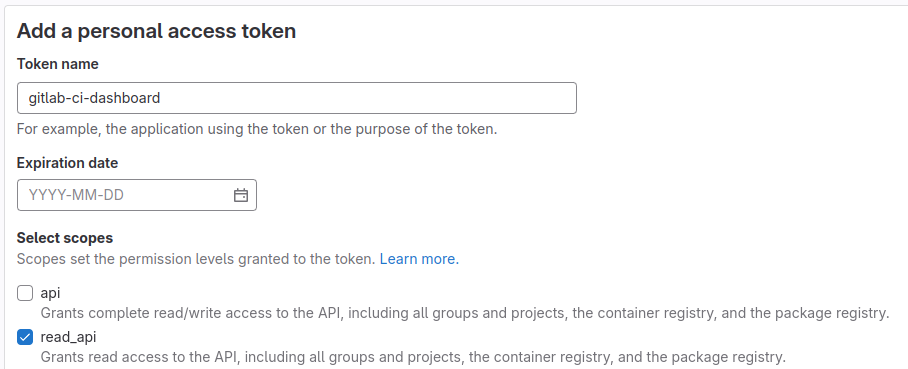 Add a personal access token
Token name
gitlab-ci-dashboard
For example, the application using the token or the purpose of the token.
Expiration date
YYYY-MM-DD
Select scopes
Scopes set the permission levels granted to the token. Learn more.
api
Grants complete read/write access to the API, including all groups and projects, the container registry, and the package registry.
read_api
Grants read access to the API, including all groups and projects, the container registry, and the package registry.